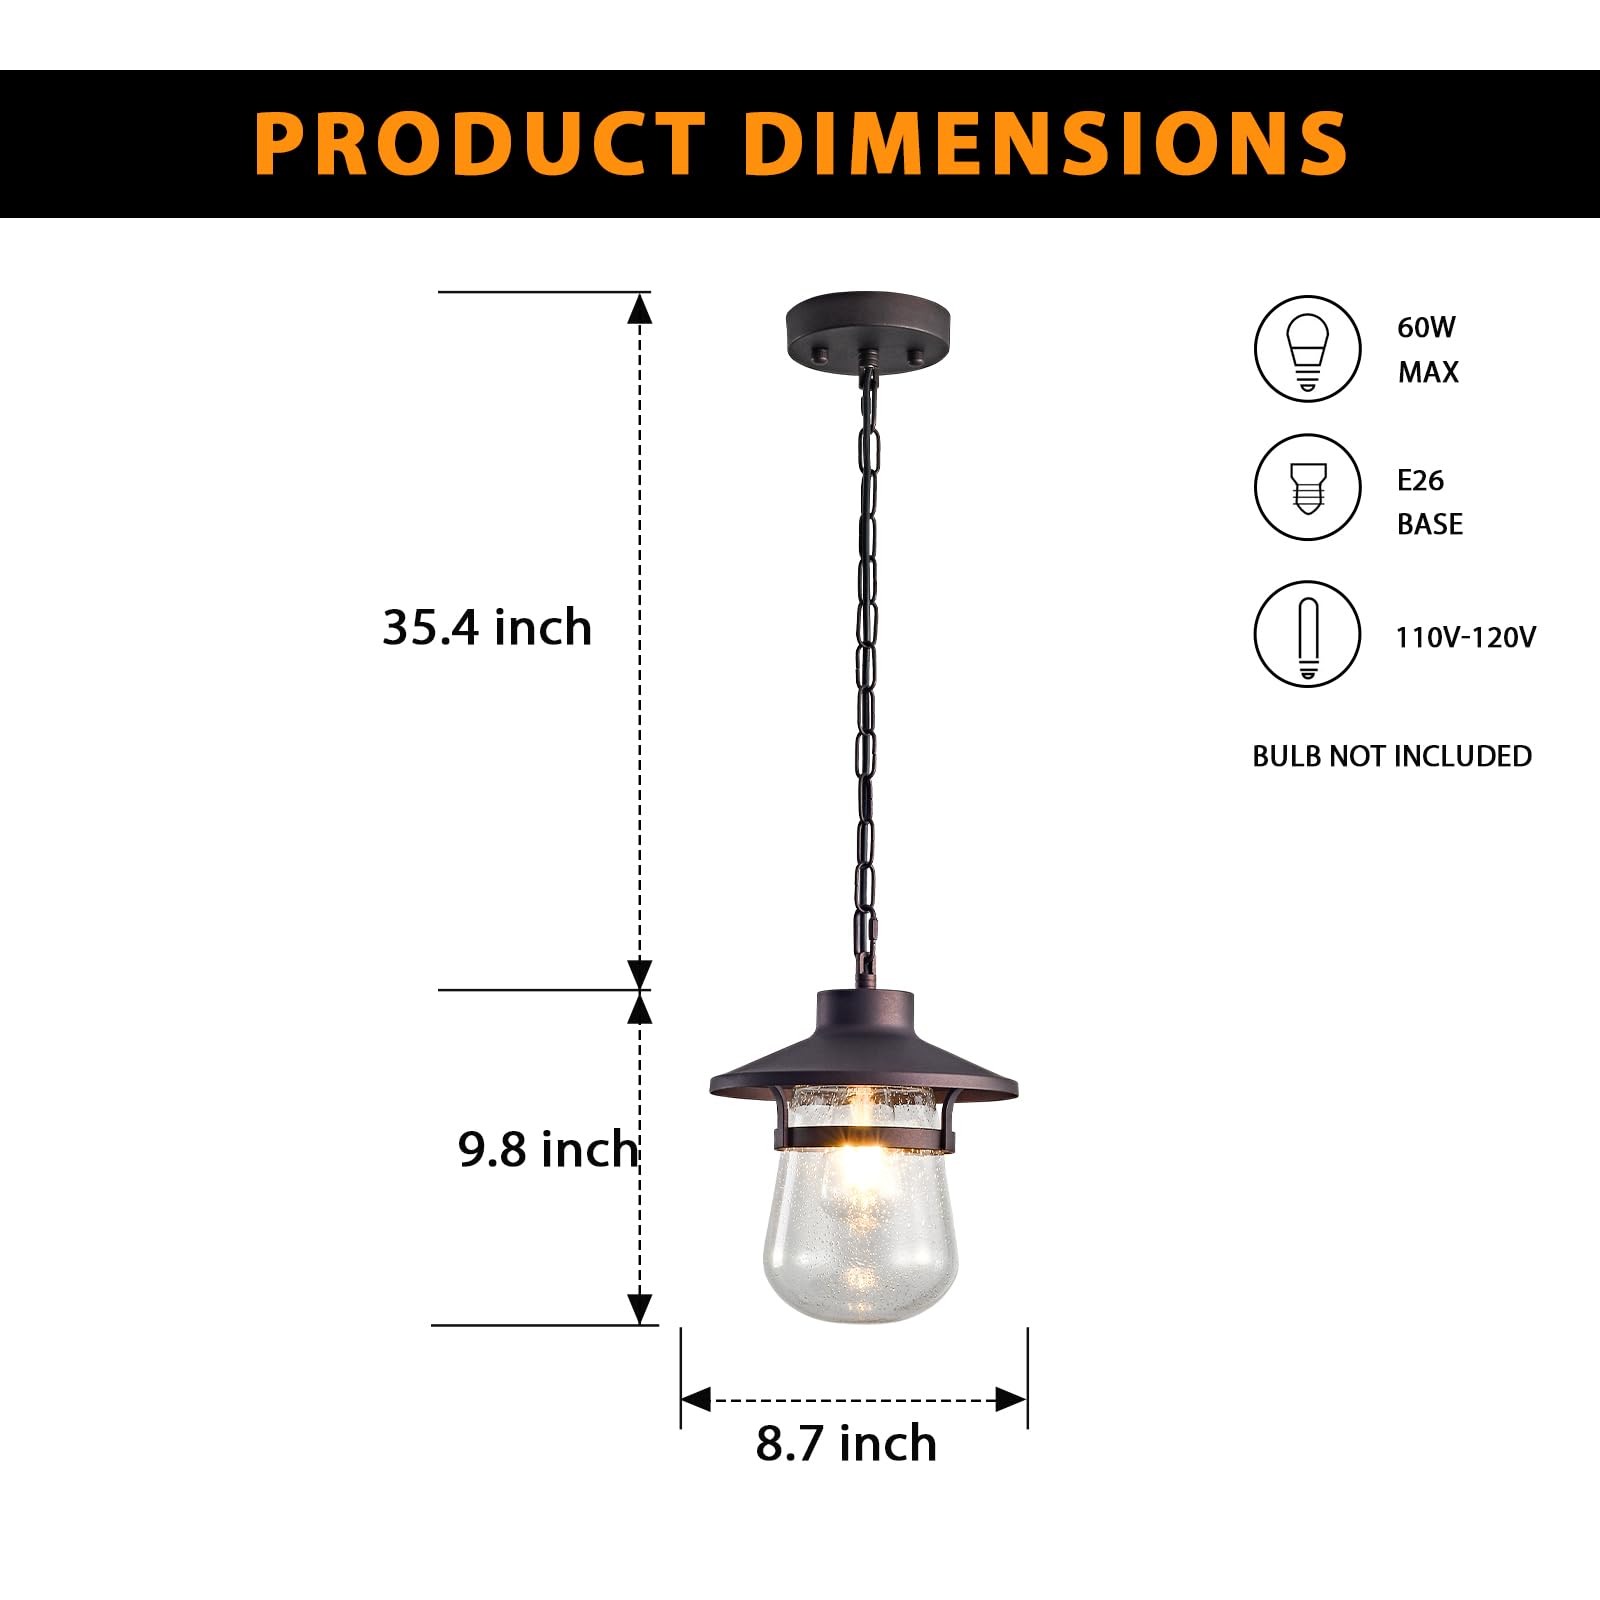 PRODUCT DIMENSIONS
60W
MAX
E26
BASE
35.4 inch
110V-120V
BULB NOT INCLUDED
9.8 inch
8.7 inch